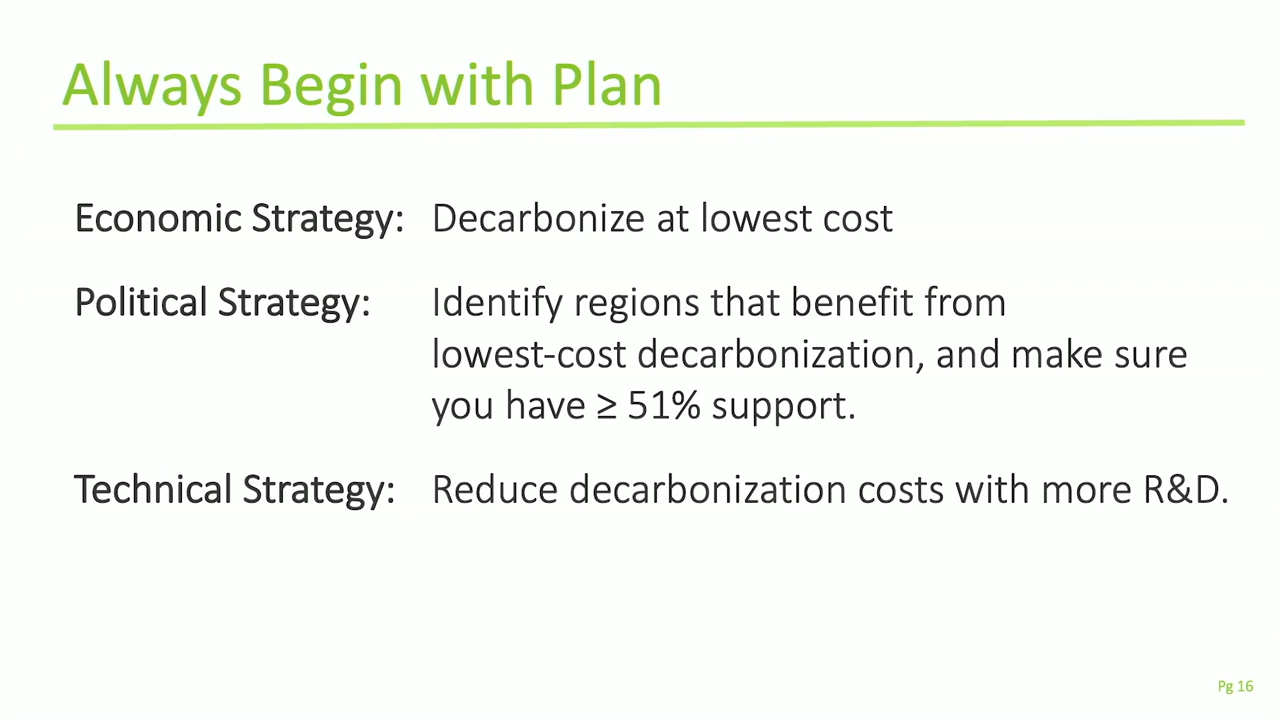 Always Begin with Plan
Economic Strategy: Decarbonize at lowest cost
Political Strategy: Identify regions that benefit from
lowest-cost decarbonization, and make sure
you have ≥ 51% support.
Technical Strategy: Reduce decarbonization costs with more R&D.
Pg 16